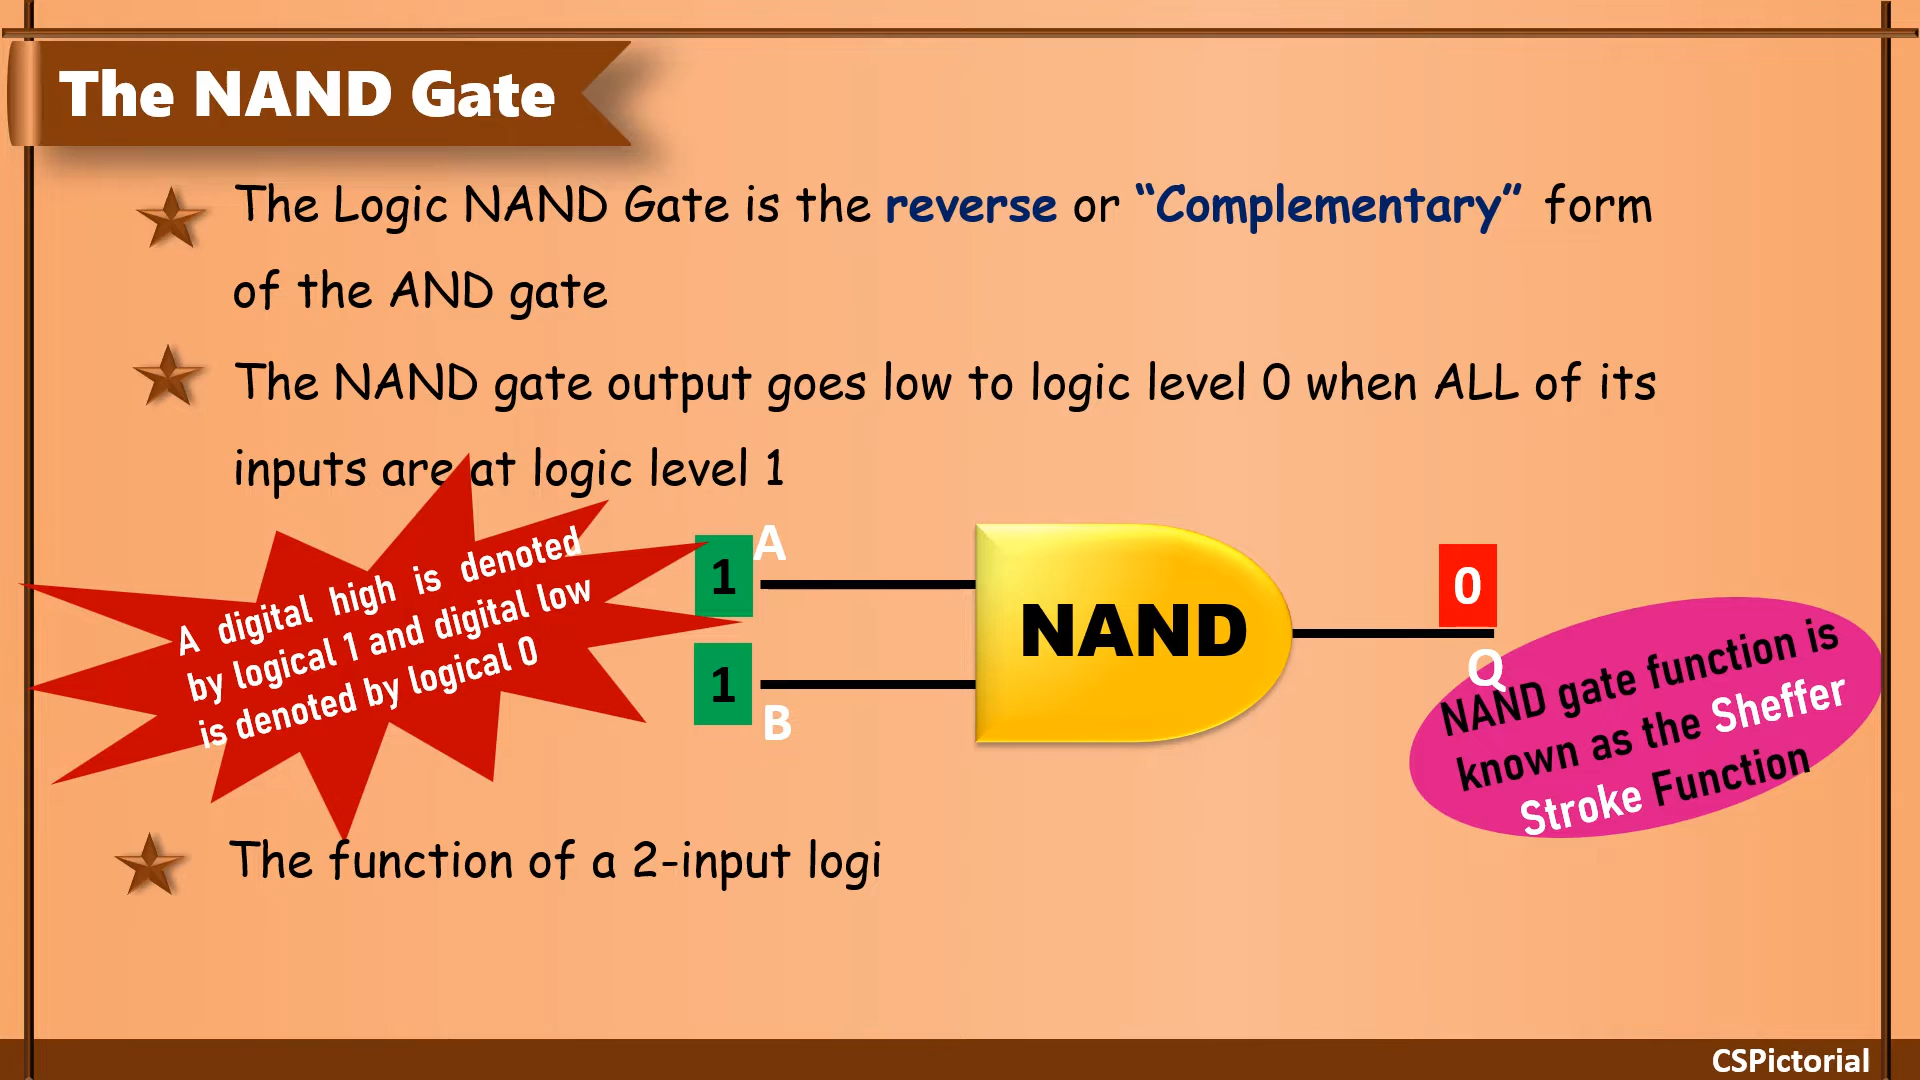 The NAND Gate
The Logic NAND Gate is the reverse or “Complementary” form
of the AND gate
The NAND gate output goes low to logic level 0 when ALL of its
inputs are at logic level 1
A digital high is denoted
by logical 1 and digital low
is denoted by logical 0
1
A
1
B
NAND
0
Q
NAND gate function is
known as the Sheffer
Stroke Function
The function of a 2-input logi
CSPictorial